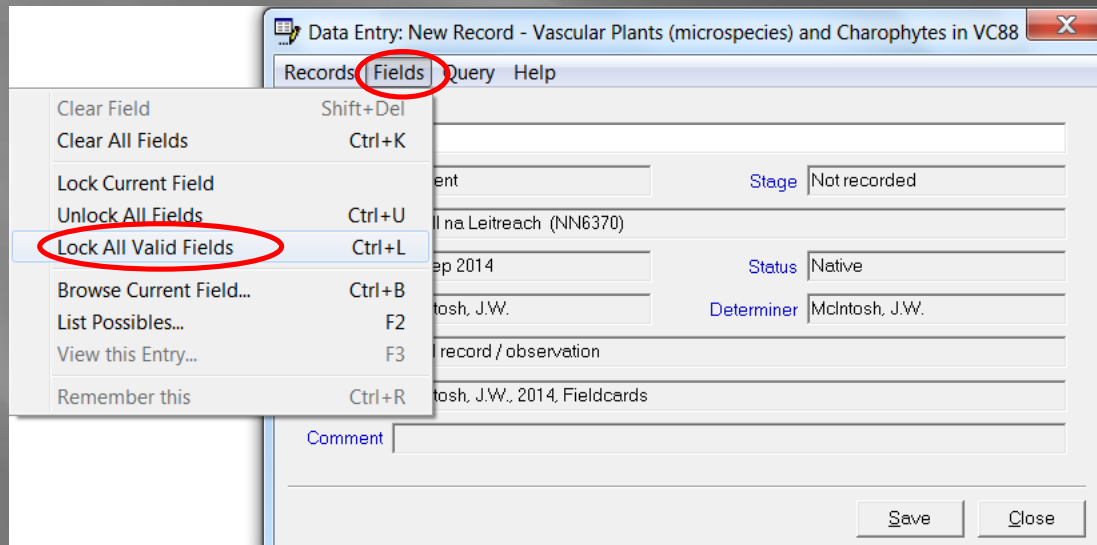 Data Entry: New Record - Vascular Plants (microspecies) and Charophytes in VC88
Records Fields Query Help
Clear Field Shift+Del
Clear All Fields Ctrl+K
Lock Current Field
Unlock All Fields Ctrl+U
Lock All Valid Fields Ctrl+L
Browse Current Field... Ctrl+B
List Possibles... F2
View this Entry... F3
Remember this Ctrl+R
ent
Stage Not recorded
ll na Leitreach (NN6370)
ep 2014
Status Native
tosh, J.W.
Determiner McIntosh, J.W.
record / observation
tosh, J.W., 2014, Fieldcards
Comment
Save Close